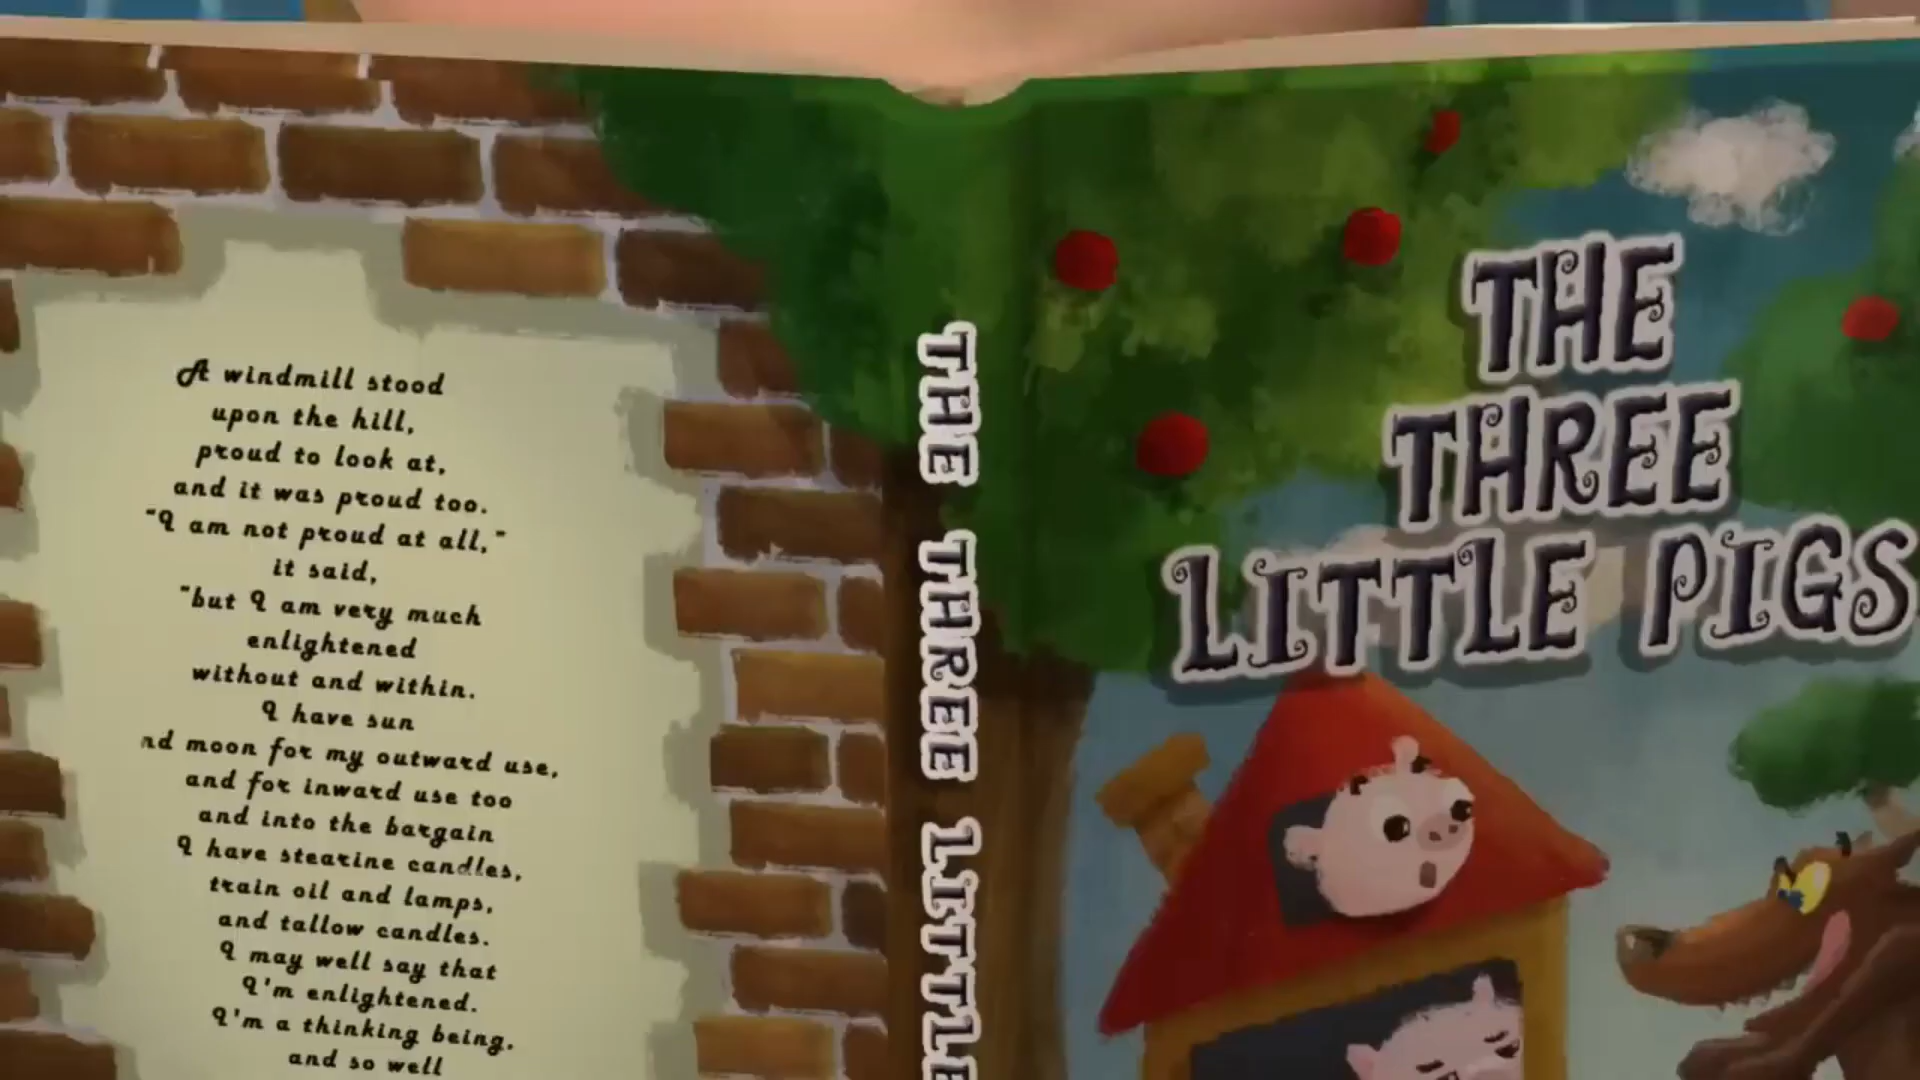 A windmill stood
upon the hill,
proud to look at,
and it was proud too.
"I am not proud at all,"
it said,
"but I am very much
enlightened
without and within.
I have sun
nd moon for my outward use,
and for inward use too
and into the bargain
I have stearine candles,
train oil and lamps,
and tallow candles.
I may well say that
I'm enlightened.
I'm a thinking being,
and so well
THE THREE LITTLE
THE
THREE
LITTLE PIGS